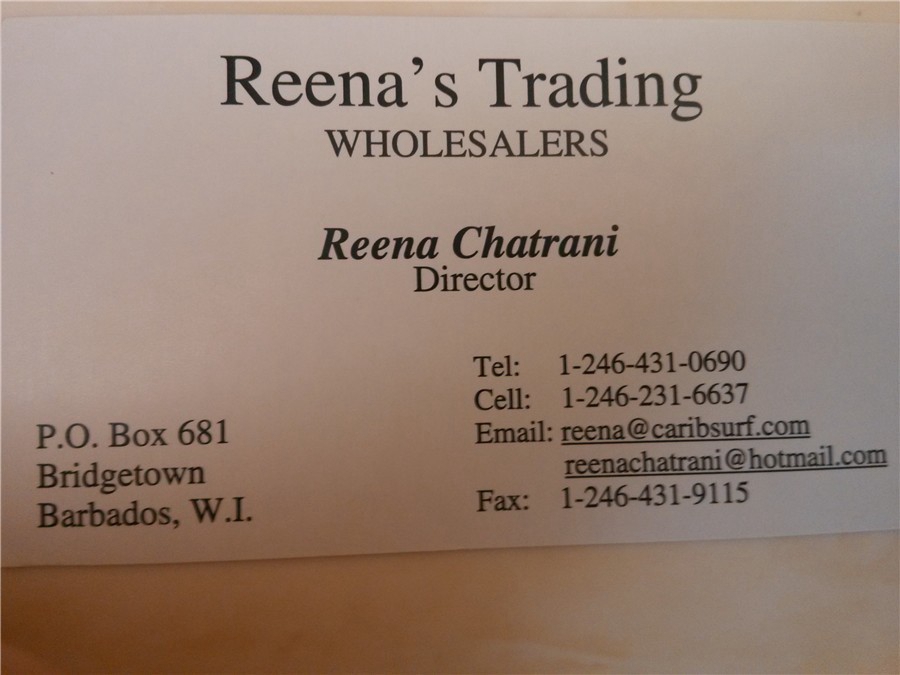 Reena's Trading
WHOLESALERS
Reena Chatrani
Director
P.O. Box 681
Bridgetown
Barbados, W.I.
Tel: 1-246-431-0690
Cell: 1-246-231-6637
Email: reena@caribsurf.com
reenachatrani@hotmail.com
Fax: 1-246-431-9115